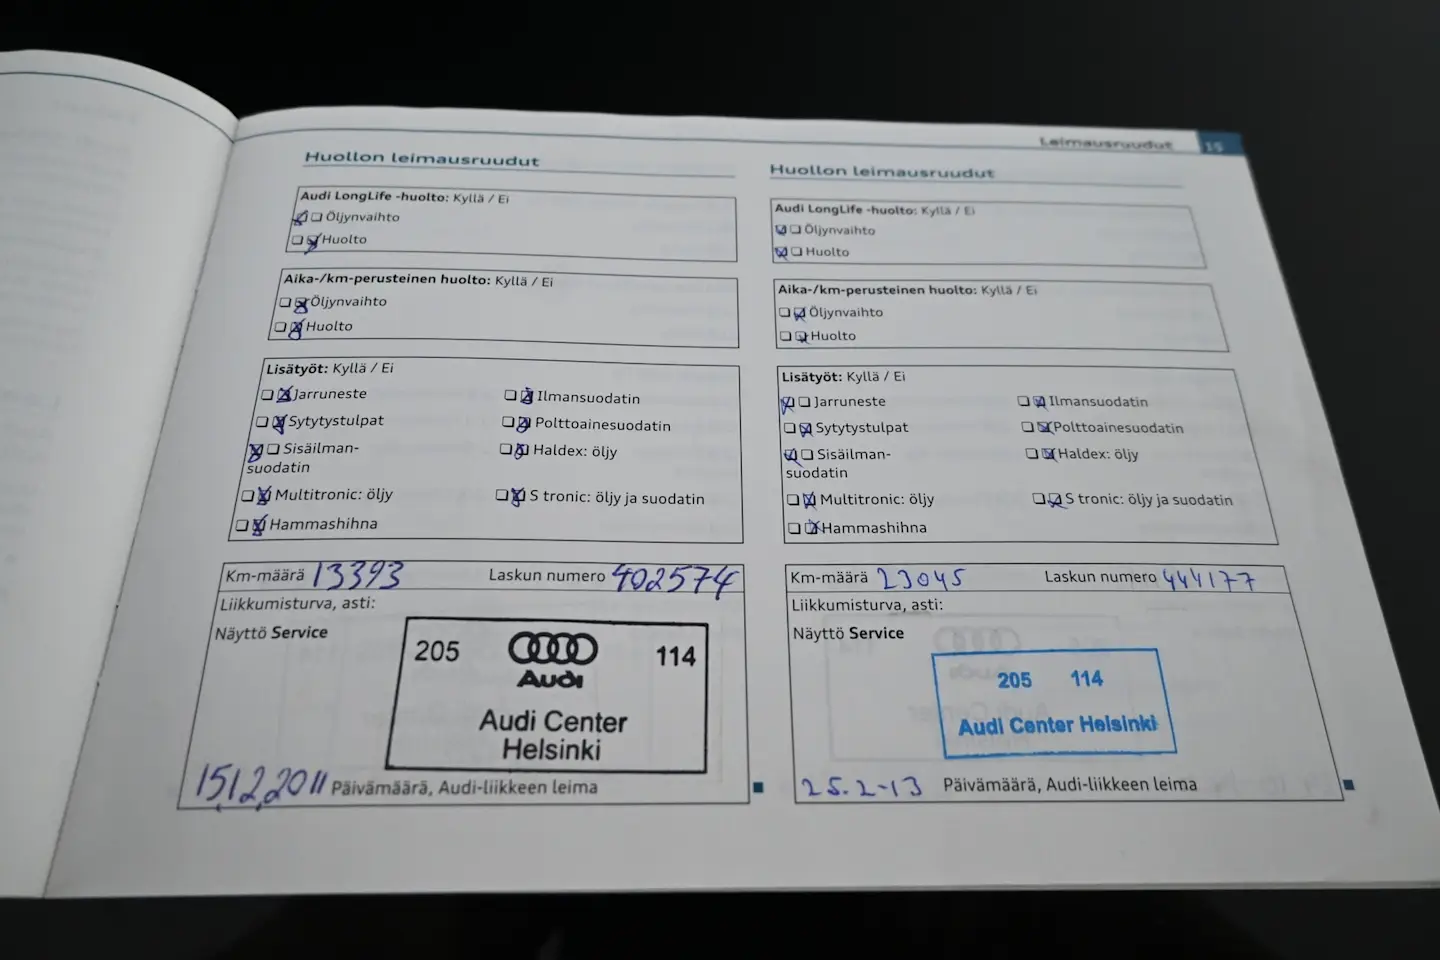 Leimausruudut 15
Huollon leimausruudut
Audi LongLife -huolto: Kyllä / Ei
Öljynvaihto
Huolto
Aika-/km-perusteinen huolto: Kyllä / Ei
Öljynvaihto
Huolto
Lisätyöt: Kyllä / Ei
Jarruneste
Ilmansuodatin
Sytytystulpat
Polttoainesuodatin
Sisäilman-
suodatin
Haldex: öljy
Multitronic: öljy
S tronic: öljy ja suodatin
Hammashihna
Km-määrä 13393 Laskun numero 402574
Liikkumisturva, asti:
Näyttö Service
205 114
Audi
Audi Center
Helsinki
15.12.2011 Päivämäärä, Audi-liikkeen leima
Huollon leimausruudut
Audi LongLife -huolto: Kyllä / Ei
Öljynvaihto
Huolto
Aika-/km-perusteinen huolto: Kyllä / Ei
Öljynvaihto
Huolto
Lisätyöt: Kyllä / Ei
Jarruneste
Ilmansuodatin
Sytytystulpat
Polttoainesuodatin
Sisäilman-
suodatin
Haldex: öljy
Multitronic: öljy
S tronic: öljy ja suodatin
Hammashihna
Km-määrä 23045 Laskun numero 444177
Liikkumisturva, asti:
Näyttö Service
205 114
Audi Center Helsinki
25.2-13 Päivämäärä, Audi-liikkeen leima